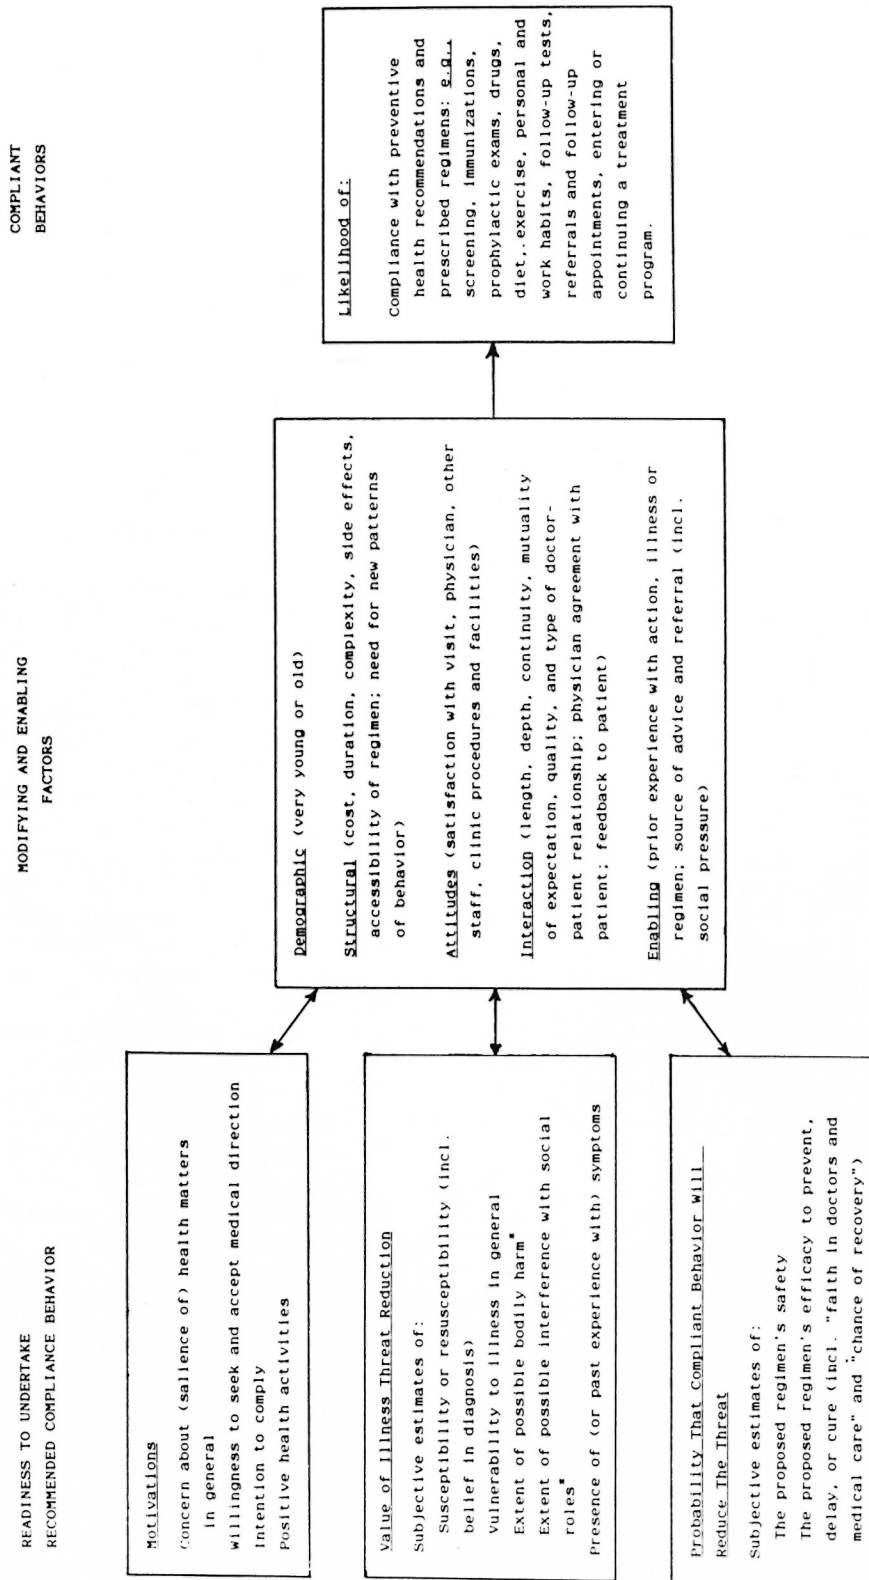 READINESS TO UNDERTAKE
RECOMMENDED COMPLIANCE BEHAVIOR
MODIFYING AND ENABLING
FACTORS
COMPLIANT
BEHAVIORS
Motivations
Concern about (salience of) health matters
in general
Willingness to seek and accept medical direction
Intention to comply
Positive health activities
Value of Illness Threat Reduction
Subjective estimates of:
Susceptibility or resusceptibility (incl.
belief in diagnosis)
Vulnerability to illness in general
Extent of possible bodily harm*
Extent of possible interference with social
roles*
Presence of (or past experience with) symptoms
Probability That Compliant Behavior Will
Reduce The Threat
Subjective estimates of:
The proposed regimen's safety
The proposed regimen's efficacy to prevent,
delay, or cure (incl. "faith in doctors and
medical care" and "chance of recovery")
Demographic (very young or old)
Structural (cost, duration, complexity, side effects,
accessibility of regimen; need for new patterns
of behavior)
Attitudes (satisfaction with visit, physician, other
staff, clinic procedures and facilities)
Interaction (length, depth, continuity, mutuality
of expectation, quality, and type of doctor-
patient relationship; physician agreement with
patient; feedback to patient)
Enabling (prior experience with action, illness or
regimen; source of advice and referral (incl.
social pressure)
Likelihood of:
Compliance with preventive
health recommendations and
prescribed regimens: e.g.,
screening, immunizations,
prophylactic exams, drugs,
diet, exercise, personal and
work habits, follow-up tests,
referrals and follow-up
appointments, entering or
continuing a treatment
program.